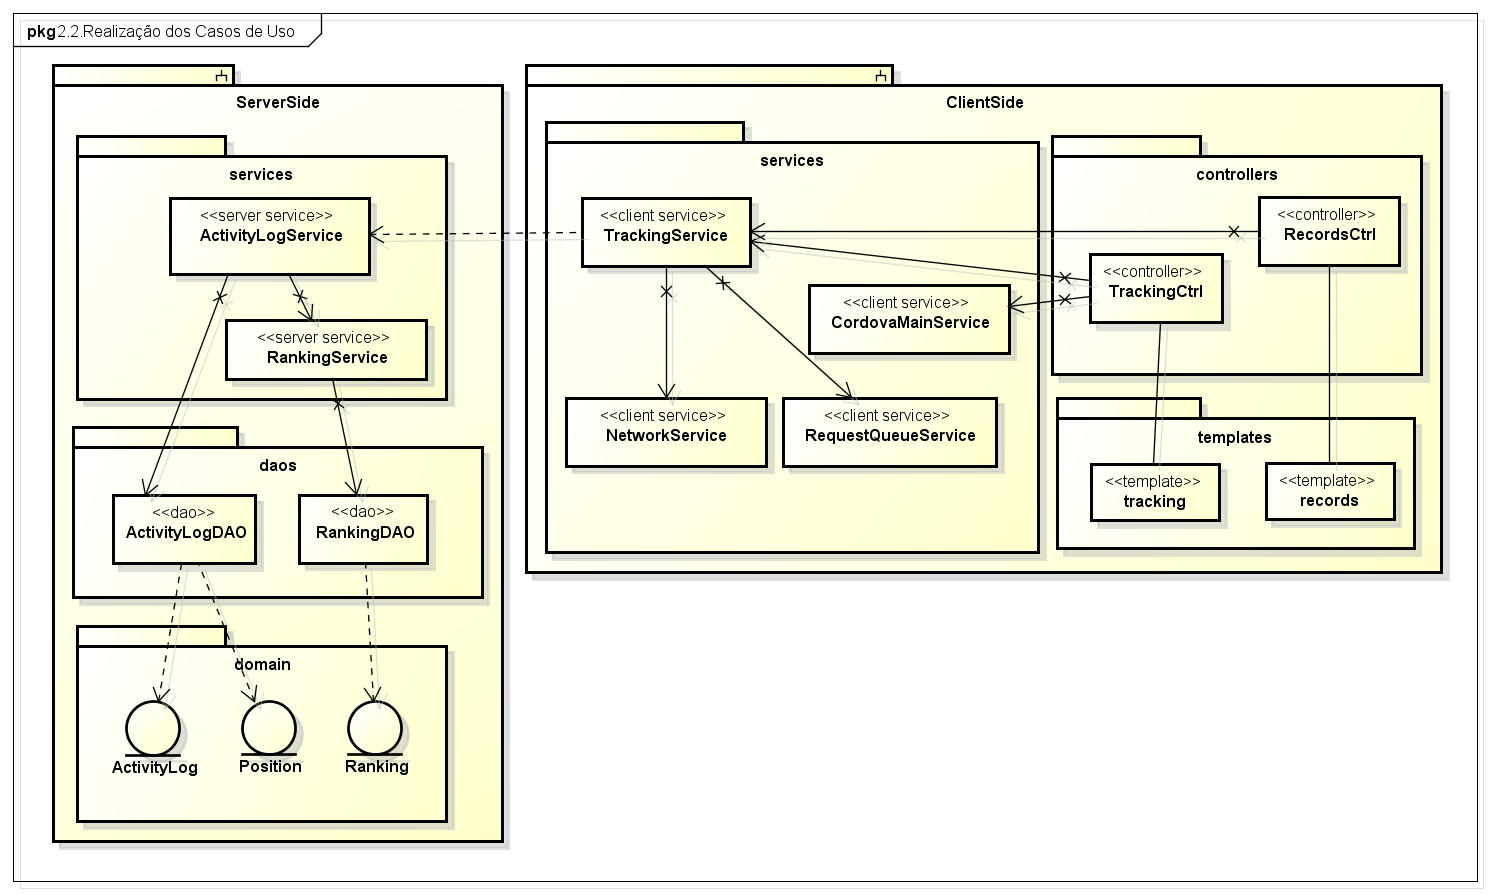 pkg 2.2.Realização dos Casos de Uso
ServerSide
services
<<server service>>
ActivityLogService
<<server service>>
RankingService
daos
<<dao>>
ActivityLogDAO
<<dao>>
RankingDAO
domain
ActivityLog
Position
Ranking
ClientSide
services
<<client service>>
TrackingService
<<client service>>
CordovaMainService
<<client service>>
NetworkService
<<client service>>
RequestQueueService
controllers
<<controller>>
RecordsCtrl
<<controller>>
TrackingCtrl
templates
<<template>>
tracking
<<template>>
records